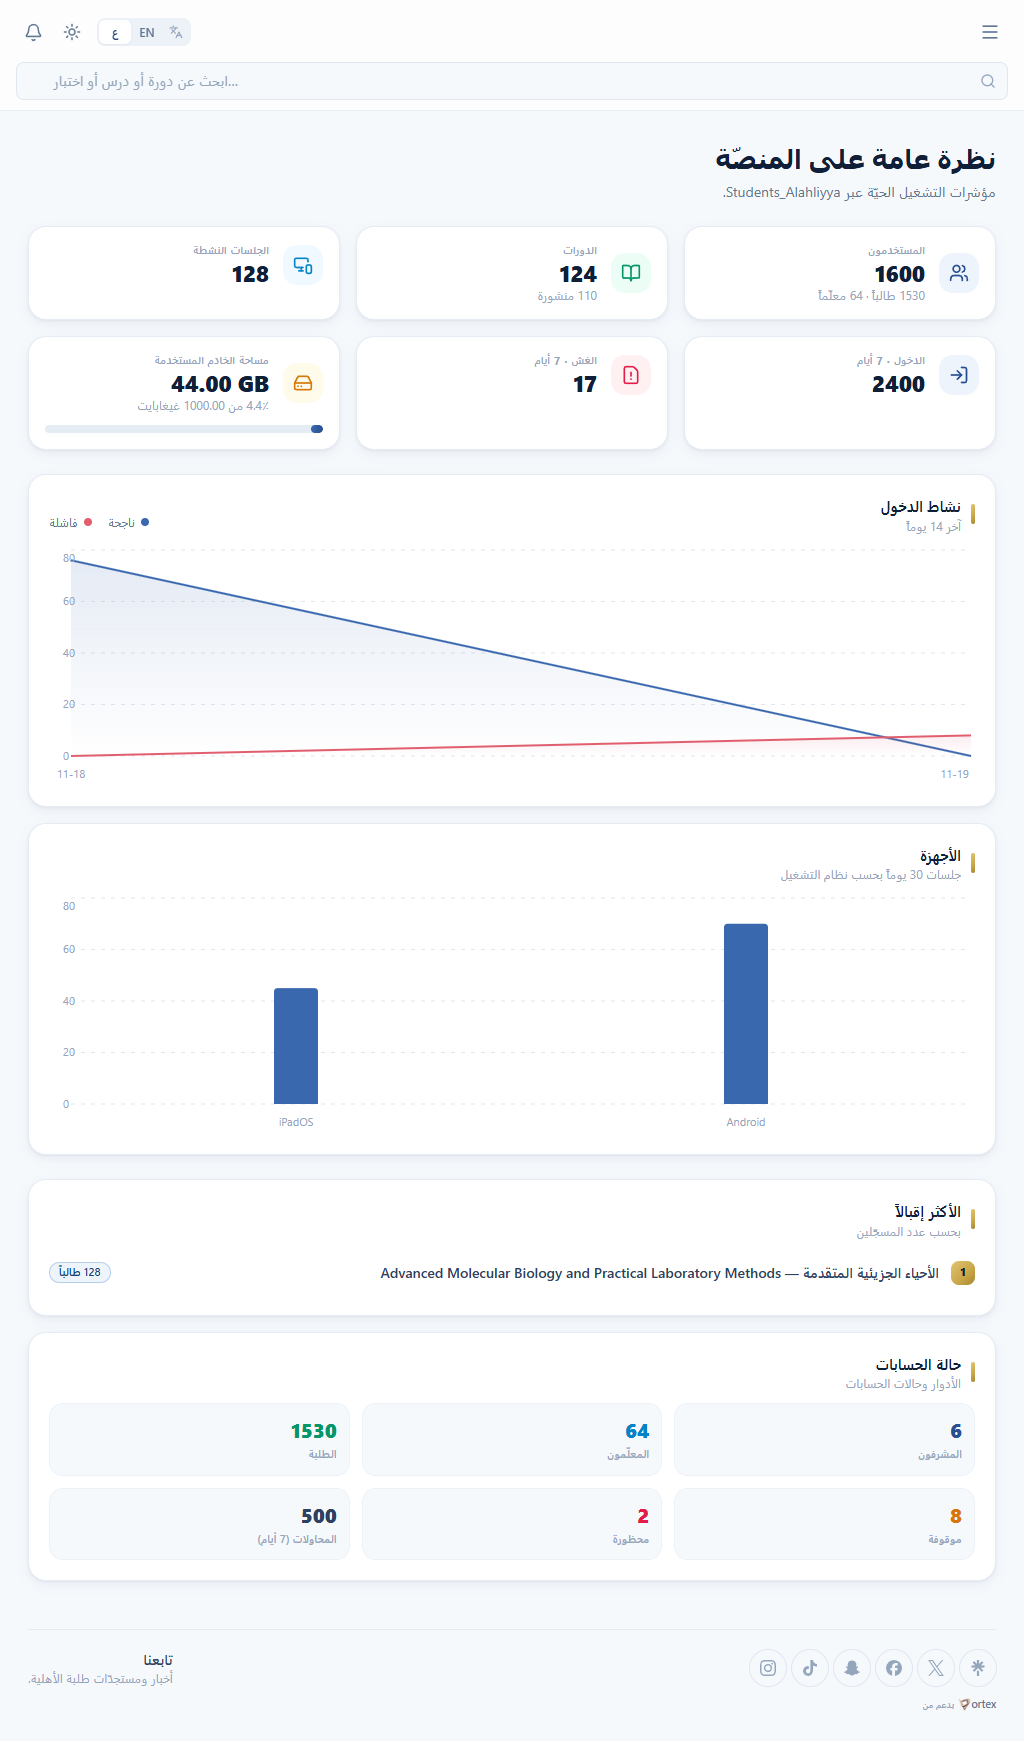 ع
EN
ابحث عن دورة أو درس أو اختبار...
نظرة عامة على المنصّة
مؤشرات التشغيل الحيّة عبر Students_Alahliyya.
المستخدمون
1600
1530 طالباً · 64 معلّماً
الدورات
124
110 منشورة
الجلسات النشطة
128
الدخول · 7 أيام
2400
الغش · 7 أيام
17
مساحة الخادم المستخدمة
44.00 GB
4.4٪ من 1000.00 غيغابايت
نشاط الدخول
آخر 14 يوماً
ناجحة
فاشلة
80
60
40
20
0
11-18
11-19
الأجهزة
جلسات 30 يوماً بحسب نظام التشغيل
80
60
40
20
0
iPadOS
Android
الأكثر إقبالاً
بحسب عدد المسجّلين
1
الأحياء الجزيئية المتقدمة — Advanced Molecular Biology and Practical Laboratory Methods
128 طالباً
حالة الحسابات
الأدوار وحالات الحسابات
6
المشرفون
64
المعلّمون
1530
الطلبة
8
موقوفة
2
محظورة
500
المحاولات (7 أيام)
تابعنا
أخبار ومستجدّات طلبة الأهلية.
بدعم من ortex